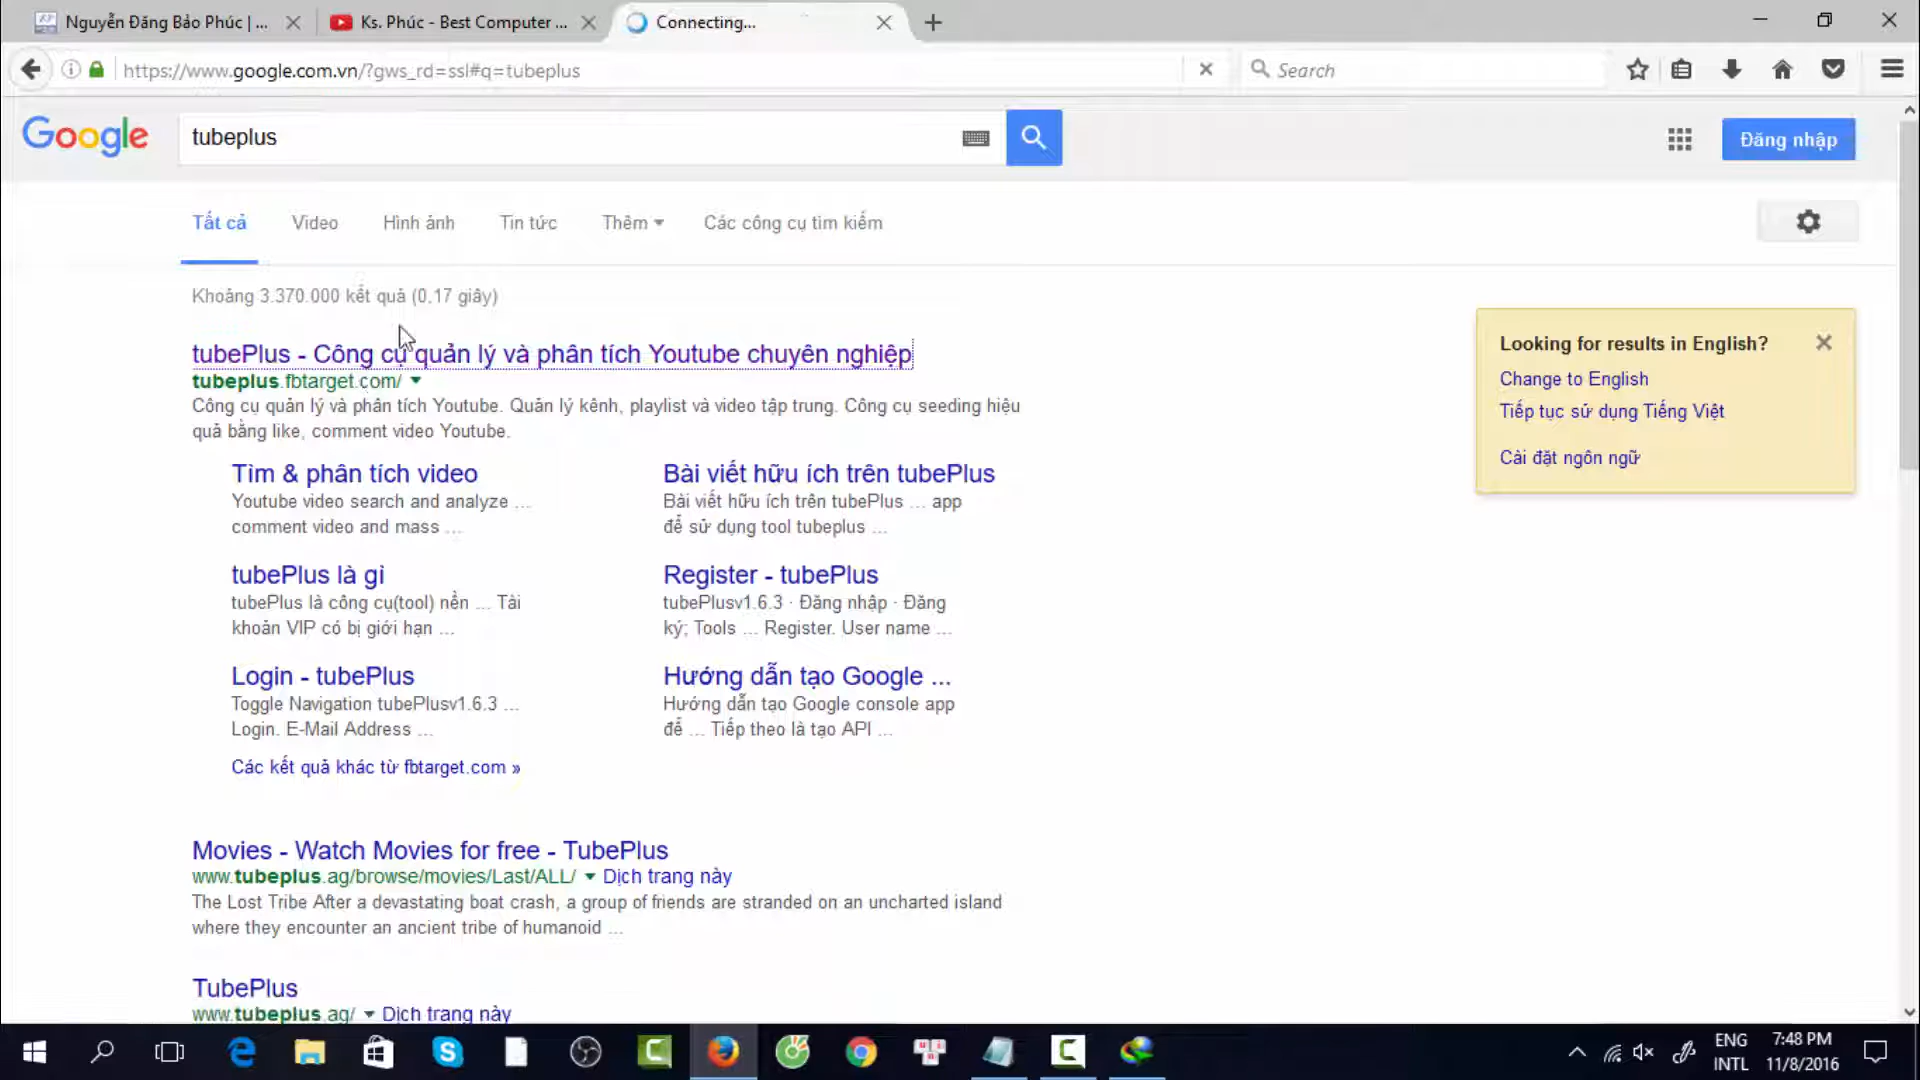 Nguyễn Đăng Bảo Phúc | ...
Ks. Phúc - Best Computer ...
Connecting...
https://www.google.com.vn/?gws_rd=ssl#q=tubeplus
Search
Google
tubeplus
Đăng nhập
Tất cả
Video
Hình ảnh
Tin tức
Thêm
Các công cụ tìm kiếm
Khoảng 3.370.000 kết quả (0,17 giây)
tubePlus - Công cụ quản lý và phân tích Youtube chuyên nghiệp
tubeplus.fbtarget.com/
Công cụ quản lý và phân tích Youtube. Quản lý kênh, playlist và video tập trung. Công cụ seeding hiệu
quả bằng like, comment video Youtube.
Tìm & phân tích video
Youtube video search and analyze ...
comment video and mass ...
Bài viết hữu ích trên tubePlus
Bài viết hữu ích trên tubePlus ... app
để sử dụng tool tubeplus ...
tubePlus là gì
tubePlus là công cụ(tool) nền ... Tài
khoản VIP có bị giới hạn ...
Register - tubePlus
tubePlusv1.6.3 · Đăng nhập · Đăng
ký; Tools ... Register. User name ...
Login - tubePlus
Toggle Navigation tubePlusv1.6.3 ...
Login. E-Mail Address ...
Hướng dẫn tạo Google ...
Hướng dẫn tạo Google console app
để ... Tiếp theo là tạo API ...
Các kết quả khác từ fbtarget.com »
Movies - Watch Movies for free - TubePlus
www.tubeplus.ag/browse/movies/Last/ALL/ Dịch trang này
The Lost Tribe After a devastating boat crash, a group of friends are stranded on an uncharted island
where they encounter an ancient tribe of humanoid ...
TubePlus
www.tubeplus.ag/ Dịch trang này
Looking for results in English?
Change to English
Tiếp tục sử dụng Tiếng Việt
Cài đặt ngôn ngữ
ENG
INTL
7:48 PM
11/8/2016